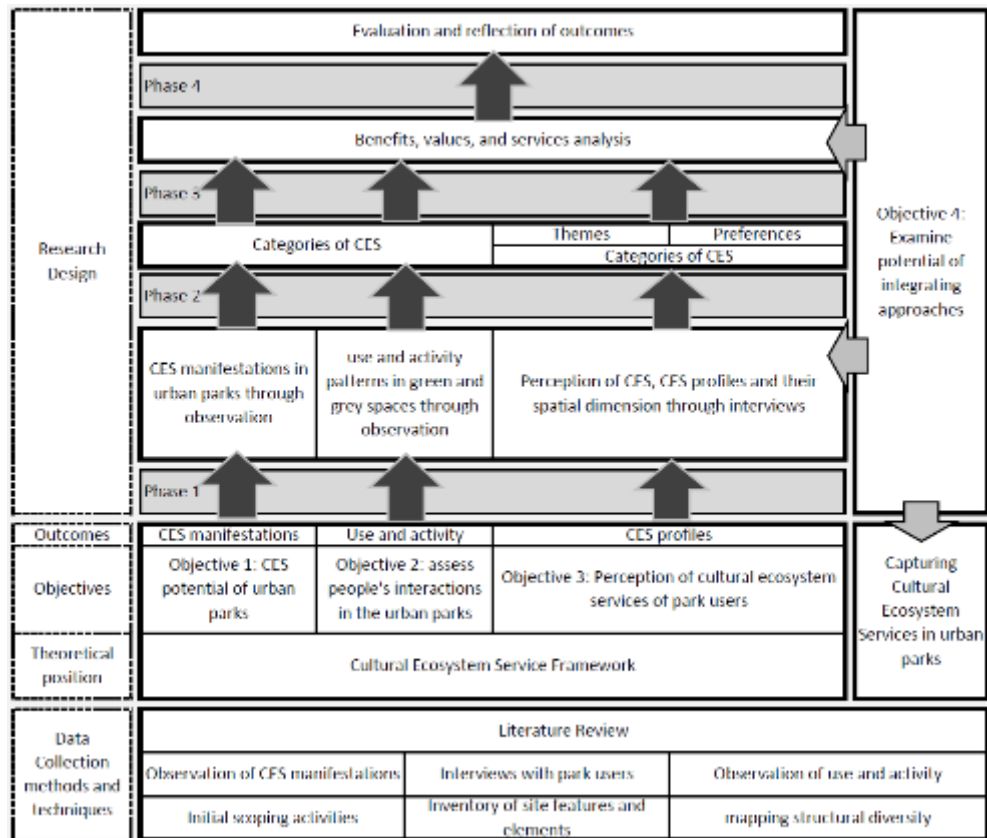 Evaluation and reflection of outcomes
Phase 4
Benefits, values, and services analysis
Phase 3
Research
Design
Categories of CES
Themes
Preferences
Categories of CES
Phase 2
CES manifestations in
urban parks through
observation
use and activity
patterns in green and
grey spaces through
observation
Perception of CES, CES profiles and their
spatial dimension through interviews
Phase 1
Objective 4:
Examine
potential of
integrating
approaches
Outcomes
CES manifestations
Use and activity
CES profiles
Objectives
Objective 1: CES
potential of urban
parks
Objective 2: assess
people's interactions
in the urban parks
Objective 3: Perception of cultural ecosystem
services of park users
Theoretical
position
Cultural Ecosystem Service Framework
Capturing
Cultural
Ecosystem
Services in urban
parks
Data
Collection
methods and
techniques
Literature Review
Observation of CES manifestations
Interviews with park users
Observation of use and activity
Initial scoping activities
Inventory of site features and
elements
mapping structural diversity